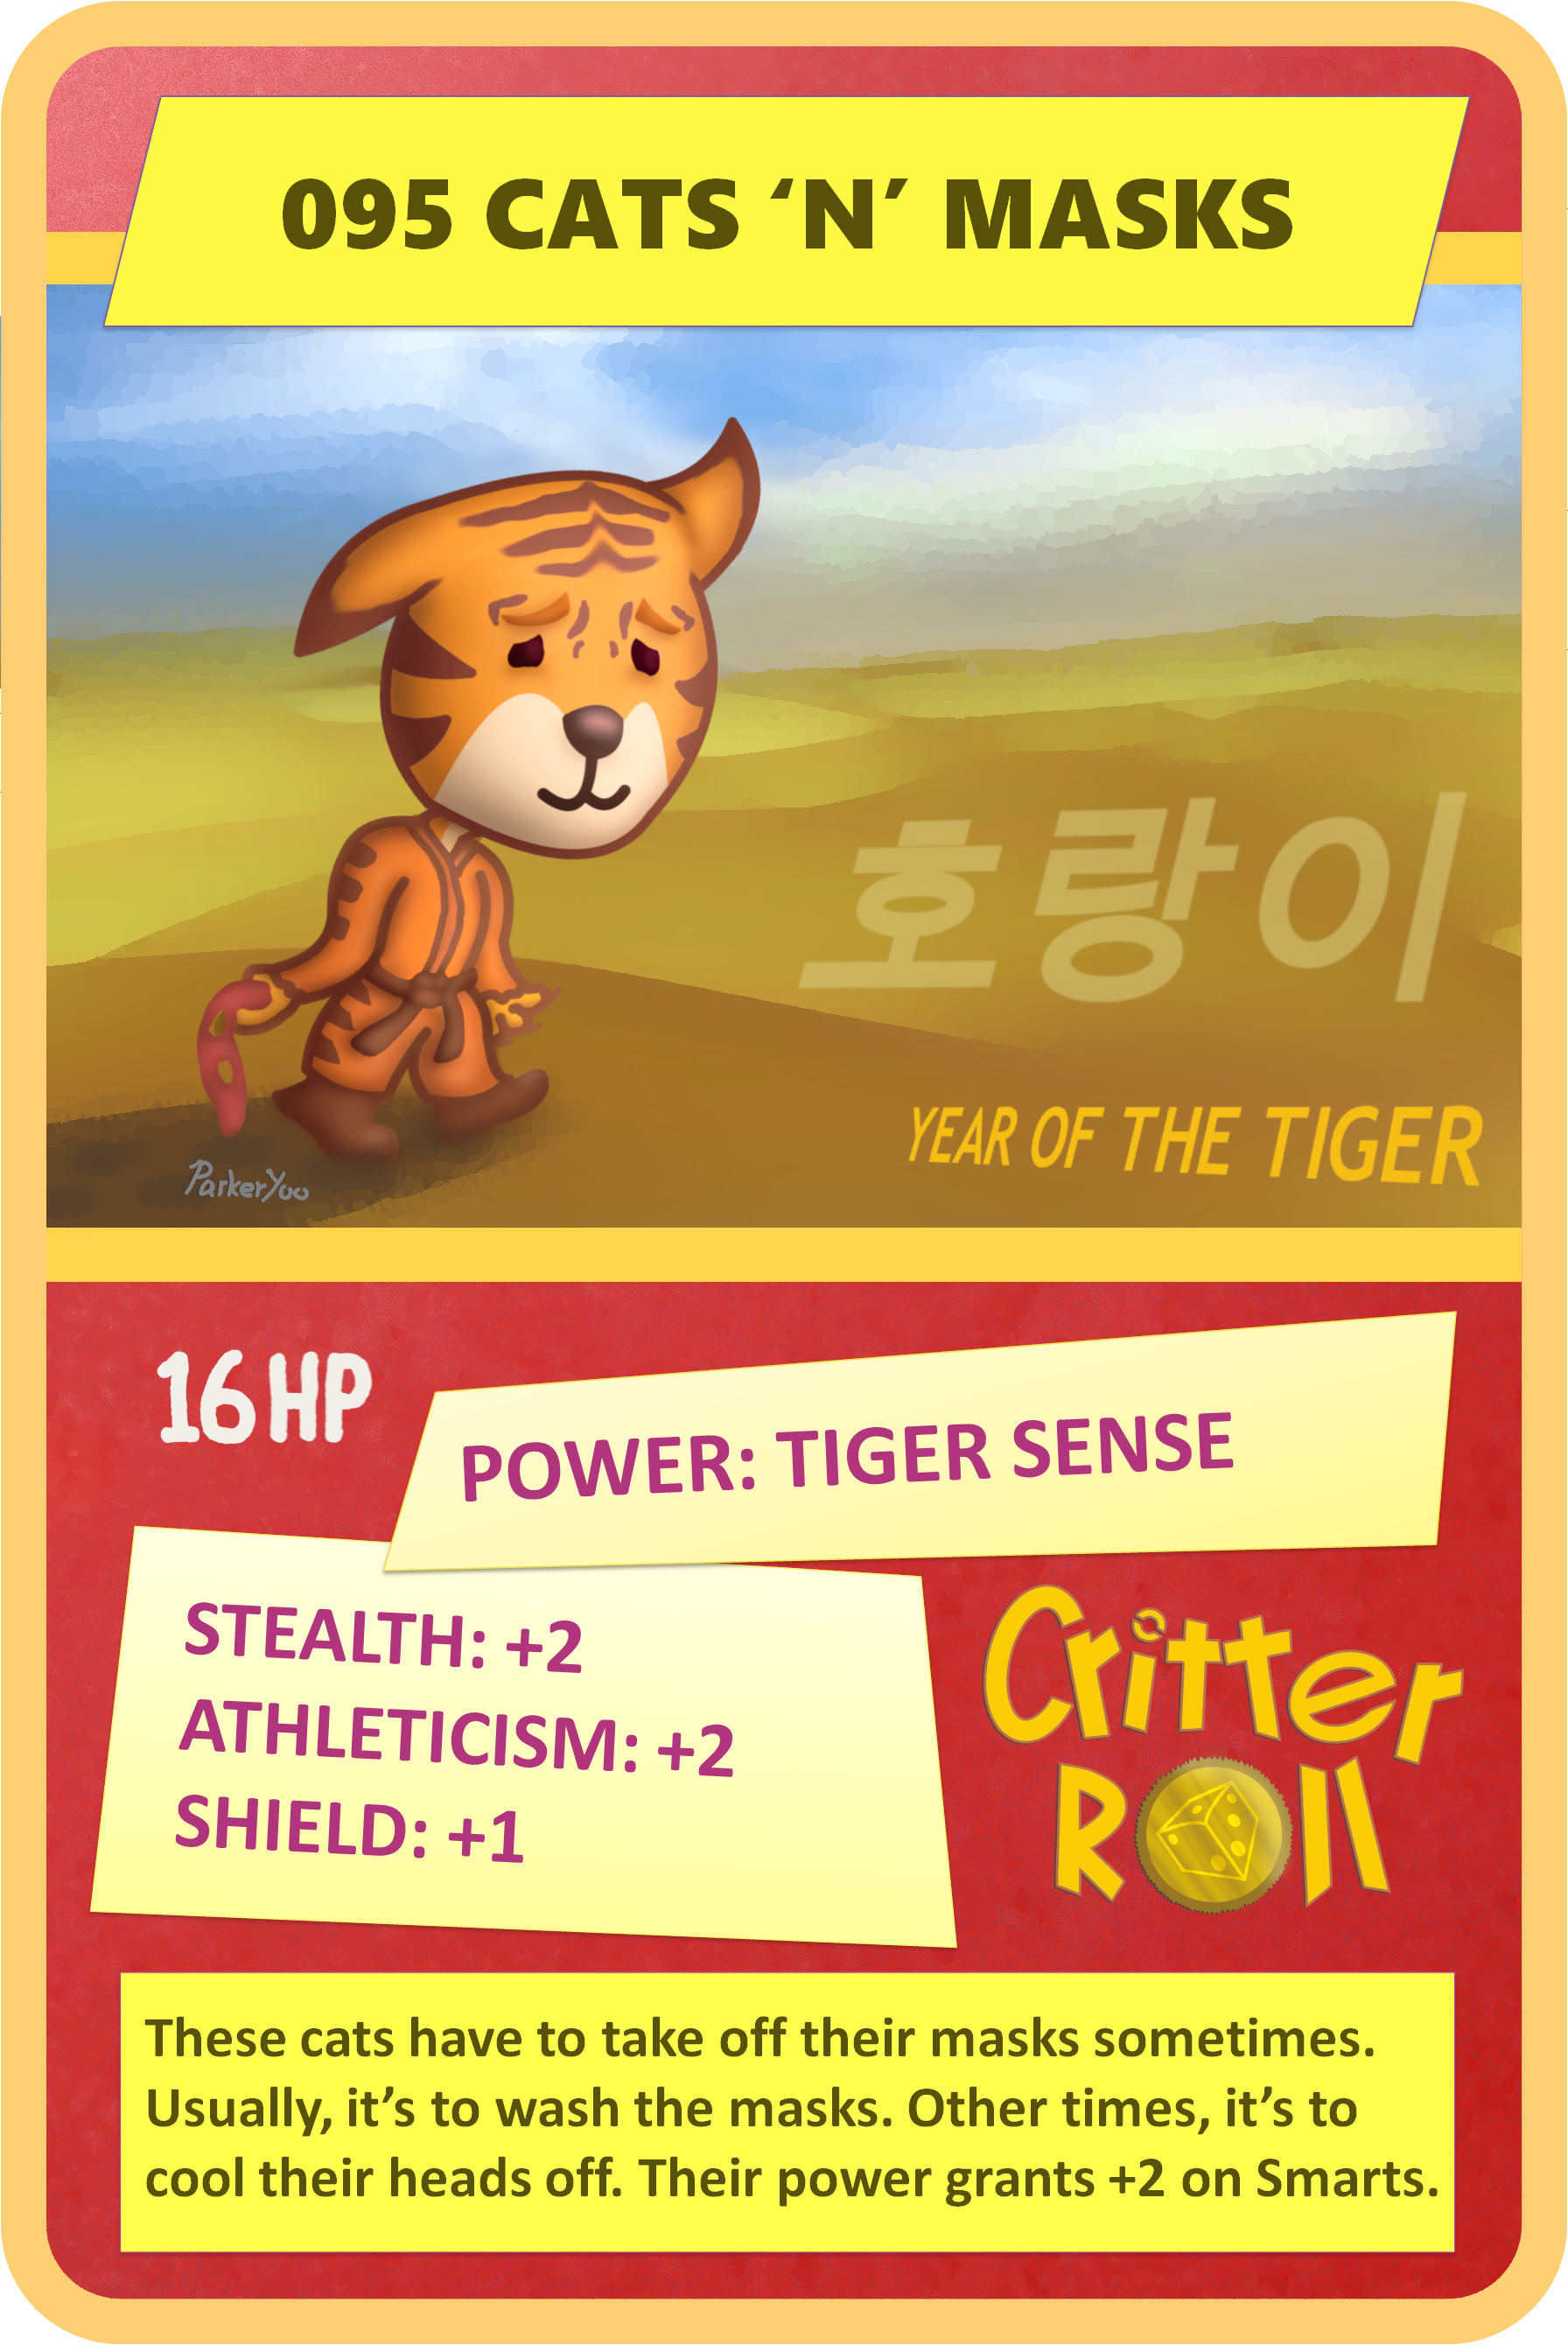 095 CATS ‘N’ MASKS
호랑이
YEAR OF THE TIGER
ParkerYoo
16 HP
POWER: TIGER SENSE
STEALTH: +2
ATHLETICISM: +2
SHIELD: +1
Critter
Roll
These cats have to take off their masks sometimes.
Usually, it’s to wash the masks. Other times, it’s to
cool their heads off. Their power grants +2 on Smarts.